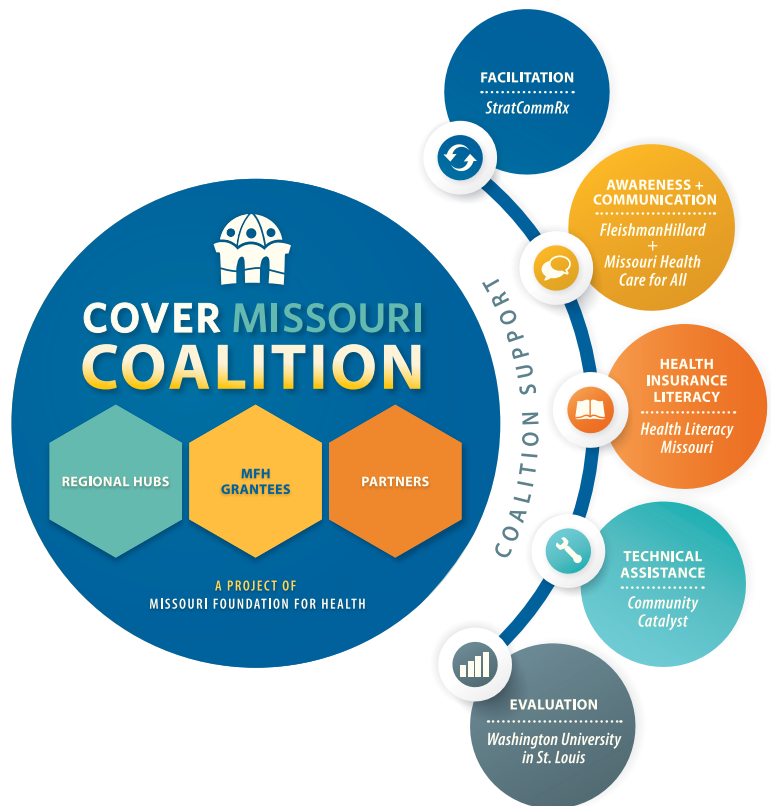 COVER MISSOURI
COALITION
REGIONAL HUBS
MFH
GRANTEES
PARTNERS
A PROJECT OF
MISSOURI FOUNDATION FOR HEALTH
COALITION SUPPORT
FACILITATION
StratCommRx
AWARENESS +
COMMUNICATION
FleishmanHillard
+
Missouri Health
Care for All
HEALTH
INSURANCE
LITERACY
Health Literacy
Missouri
TECHNICAL
ASSISTANCE
Community
Catalyst
EVALUATION
Washington University
in St. Louis